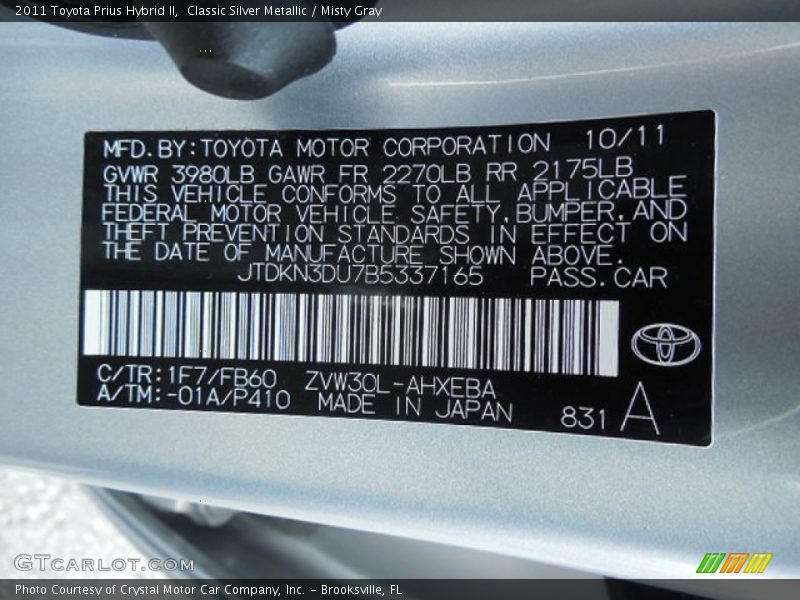 2011 Toyota Prius Hybrid II, Classic Silver Metallic / Misty Gray
MFD.BY:TOYOTA MOTOR CORPORATION 10/11
GVWR 3980LB GAWR FR 2270LB RR 2175LB
THIS VEHICLE CONFORMS TO ALL APPLICABLE
FEDERAL MOTOR VEHICLE SAFETY,BUMPER,AND
THEFT PREVENTION STANDARDS IN EFFECT ON
THE DATE OF MANUFACTURE SHOWN ABOVE.
JTDKN3DU7B5337165 PASS.CAR
C/TR:1F7/FB60 ZVW30L-AHXEBA
A/TM:-01A/P410 MADE IN JAPAN 831 A
GTCARLOT.COM
Photo Courtesy of Crystal Motor Car Company, Inc. - Brooksville, FL